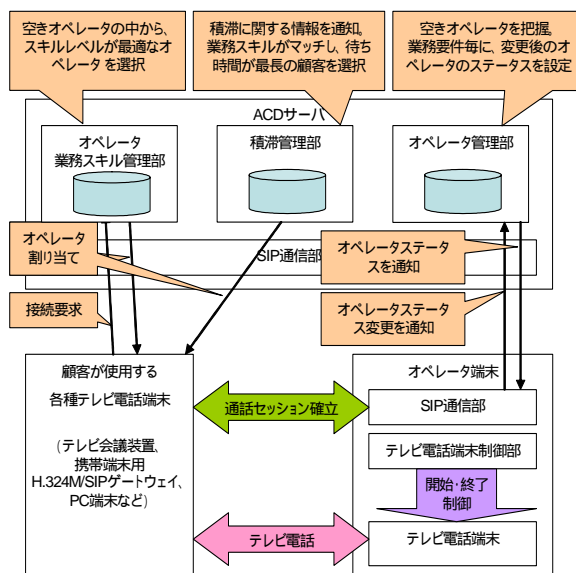 空きオペレータの中から、
スキルレベルが最適なオ
ペレータ を選択
積滞に関する情報を通知。
業務スキルがマッチし、待ち
時間が最長の顧客を選択
空きオペレータを把握。
業務要件毎に、変更後のオ
ペレータのステータスを設定
ACDサーバ
オペレータ
業務スキル管理部
積滞管理部
オペレータ管理部
オペレータ
割り当て
SIP通信部
オペレータステータ
スを通知
接続要求
オペレータステータ
ス変更を通知
顧客が使用する
各種テレビ電話端末
(テレビ会議装置、
携帯端末用
H.324M/SIPゲートウェイ、
PC端末など)
通話セッション確立
オペレータ端末
SIP通信部
テレビ電話端末制御部
開始・終了
制御
テレビ電話
テレビ電話端末